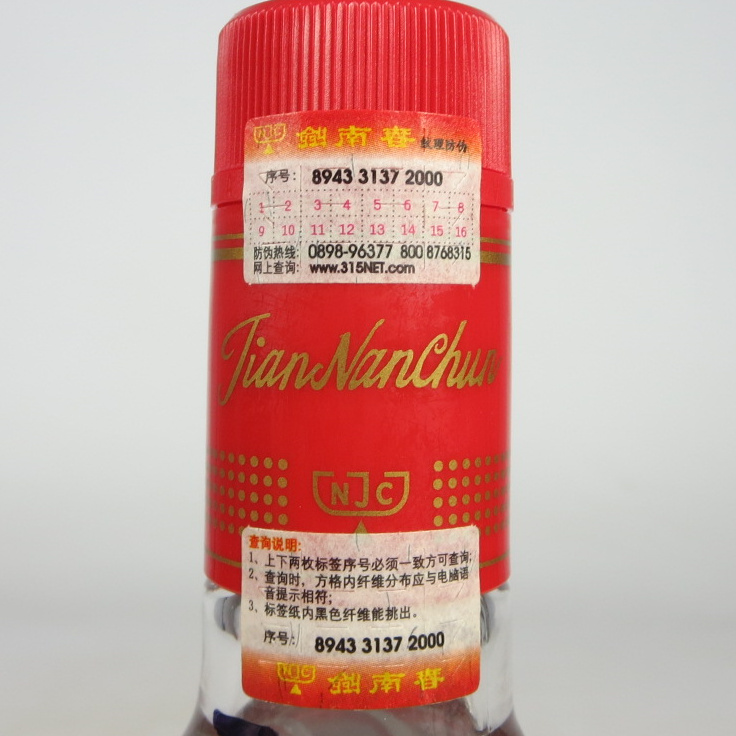 NJC 剑南春 纹理防伪
序号: 8943 3137 2000
1 2 3 4 5 6 7 8
9 10 11 12 13 14 15 16
防伪热线: 0898-96377 800 8768315
网上查询: www.315NET.com
JianNanChun
NJC
查询说明:
1、上下两枚标签序号必须一致方可查询;
2、查询时,方格内纤维分布应与电脑语
音提示相符;
3、标签纸内黑色纤维能挑出。
序号: 8943 3137 2000
NJC 剑南春